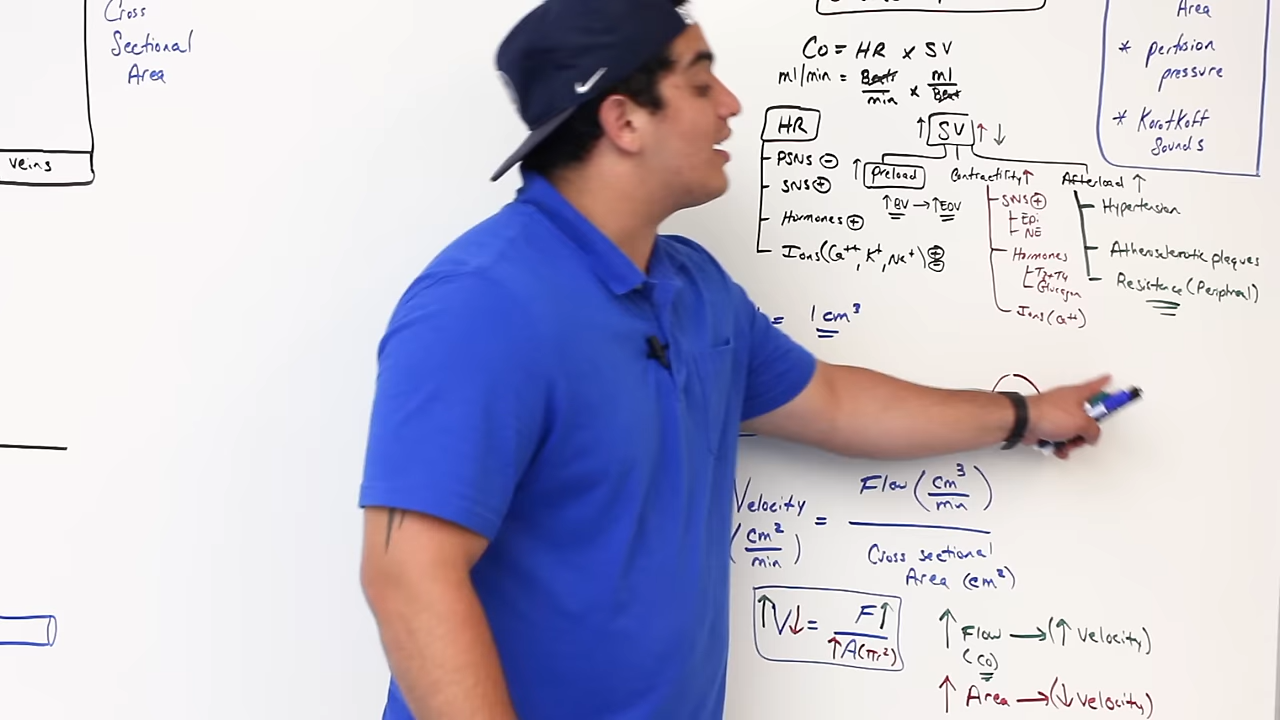 Cross
Sectional
Area
veins
CO = HR x SV
ml/min = Beats/min x ml/Beat
HR
PSNS ⊖
SNS ⊕
Hormones ⊕
Ions (Ca++, K+, Na+) ⊕ ⊖
↑ SV ↑ ↓
↑ preload
↑BV → ↑EDV
Contractility ↑
SNS ⊕
Epi
NE
Hormones
T3+T4
Glucagon
Ions (Ca++)
Afterload ↑
Hypertension
Atherosclerotic plaques
Resistance (Peripheral)
Area
* perfusion
pressure
* Korotkoff
Sounds
= 1 cm³
Velocity (cm²/min) = Flow (cm³/min)
Cross sectional
Area (cm²)
↑V↓ = F↑
↑A(πr²)
↑ Flow → (↑ Velocity)
(CO)
↑ Area → (↓ Velocity)